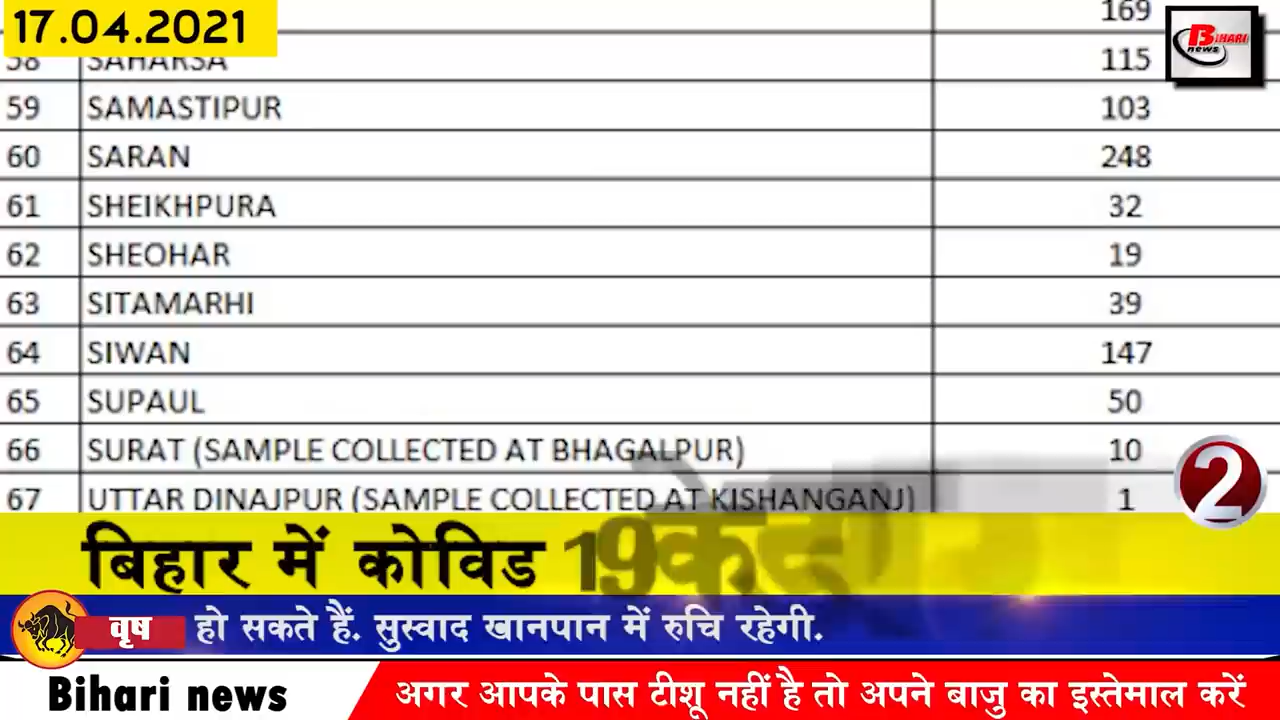 17.04.2021
169
BIHARI
news
58 SAHARSA 115
59 SAMASTIPUR 103
60 SARAN 248
61 SHEIKHPURA 32
62 SHEOHAR 19
63 SITAMARHI 39
64 SIWAN 147
65 SUPAUL 50
66 SURAT (SAMPLE COLLECTED AT BHAGALPUR) 10
67 UTTAR DINAJPUR (SAMPLE COLLECTED AT KISHANGANJ) 1
2
बिहार में कोविड 19
वृष हो सकते हैं. सुस्वाद खानपान में रुचि रहेगी.
Bihari news अगर आपके पास टीशू नहीं है तो अपने बाजु का इस्तेमाल करें